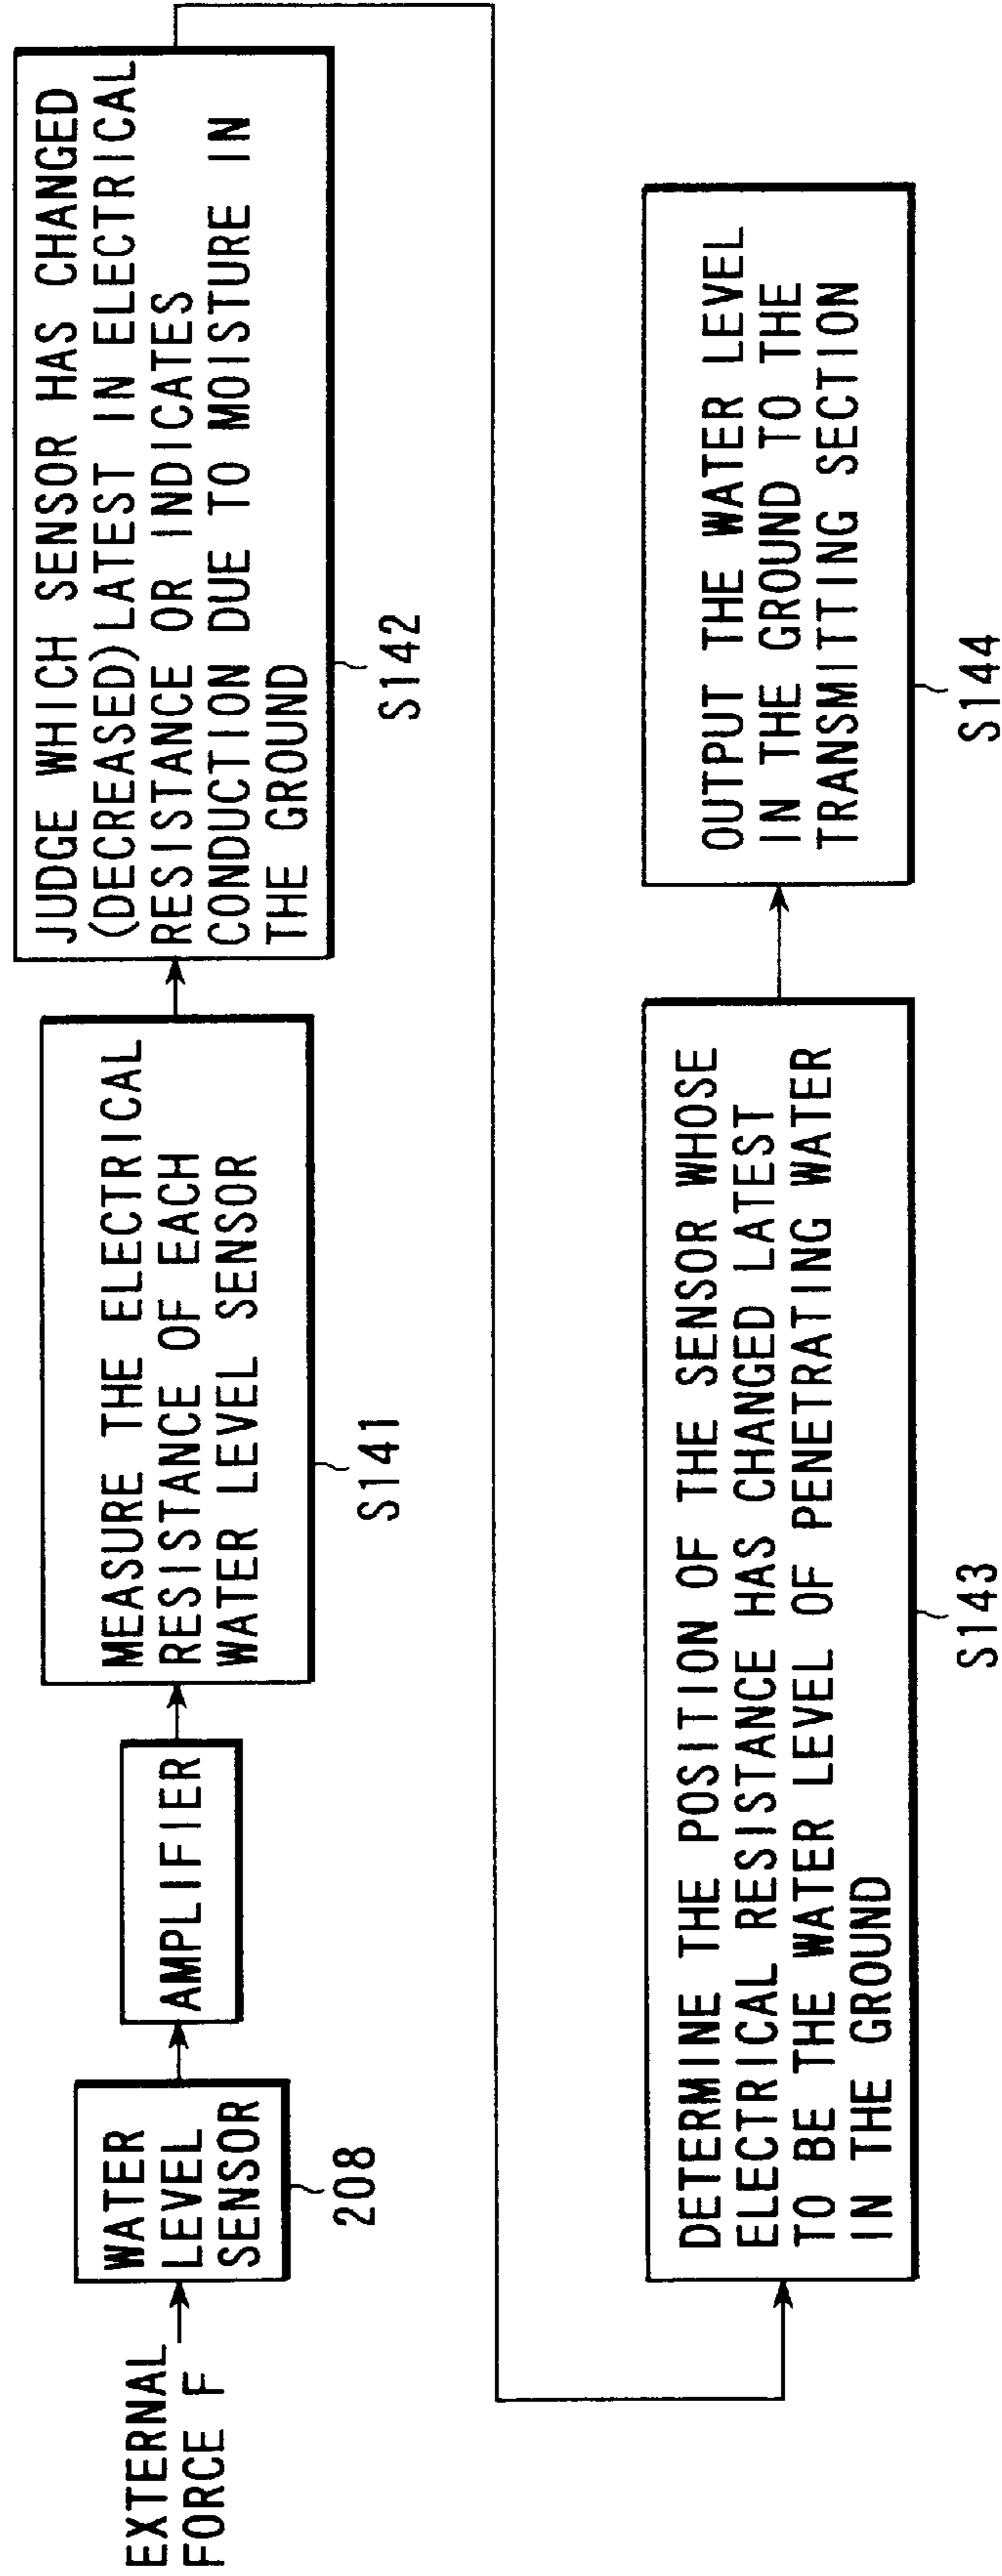 EXTERNAL
FORCE F
WATER
LEVEL
SENSOR
208
AMPLIFIER
MEASURE THE ELECTRICAL
RESISTANCE OF EACH
WATER LEVEL SENSOR
S141
JUDGE WHICH SENSOR HAS CHANGED
(DECREASED)LATEST IN ELECTRICAL
RESISTANCE OR INDICATES
CONDUCTION DUE TO MOISTURE IN
THE GROUND
S142
DETERMINE THE POSITION OF THE SENSOR WHOSE
ELECTRICAL RESISTANCE HAS CHANGED LATEST
TO BE THE WATER LEVEL OF PENETRATING WATER
IN THE GROUND
S143
OUTPUT THE WATER LEVEL
IN THE GROUND TO THE
TRANSMITTING SECTION
S144